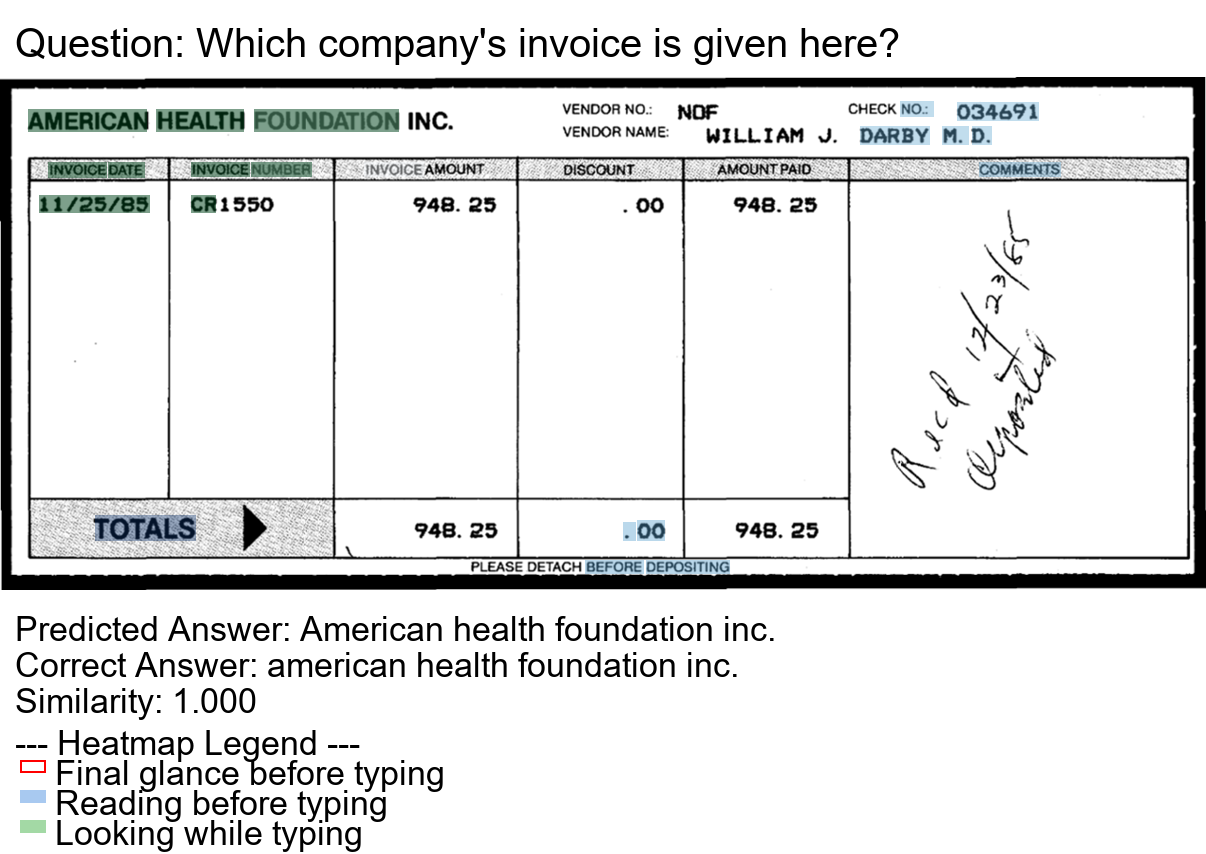 Question: Which company's invoice is given here?
AMERICAN HEALTH FOUNDATION INC.
VENDOR NO.: NDF
CHECK NO.: 034691
VENDOR NAME: WILLIAM J. DARBY M. D.
INVOICE DATE INVOICE NUMBER INVOICE AMOUNT DISCOUNT AMOUNT PAID COMMENTS
11/25/85 CR1550 948.25 .00 948.25
Recd 12/23/85
deposited
TOTALS 948.25 .00 948.25
PLEASE DETACH BEFORE DEPOSITING
Predicted Answer: American health foundation inc.
Correct Answer: american health foundation inc.
Similarity: 1.000
--- Heatmap Legend ---
Final glance before typing
Reading before typing
Looking while typing